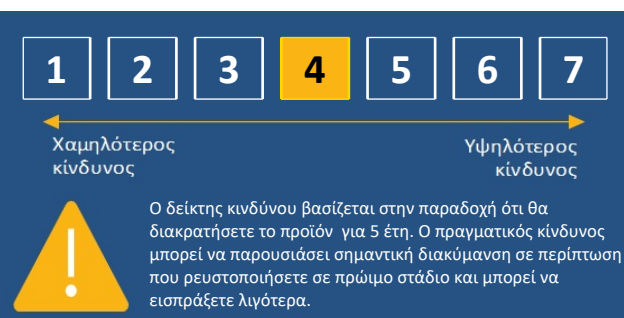 1 2 3 4 5 6 7
Χαμηλότερος Υψηλότερος
κίνδυνος κίνδυνος
Ο δείκτης κινδύνου βασίζεται στην παραδοχή ότι θα
διακρατήσετε το προϊόν για 5 έτη. Ο πραγματικός κίνδυνος
μπορεί να παρουσιάσει σημαντική διακύμανση σε περίπτωση
που ρευστοποιήσετε σε πρώιμο στάδιο και μπορεί να
εισπράξετε λιγότερα.